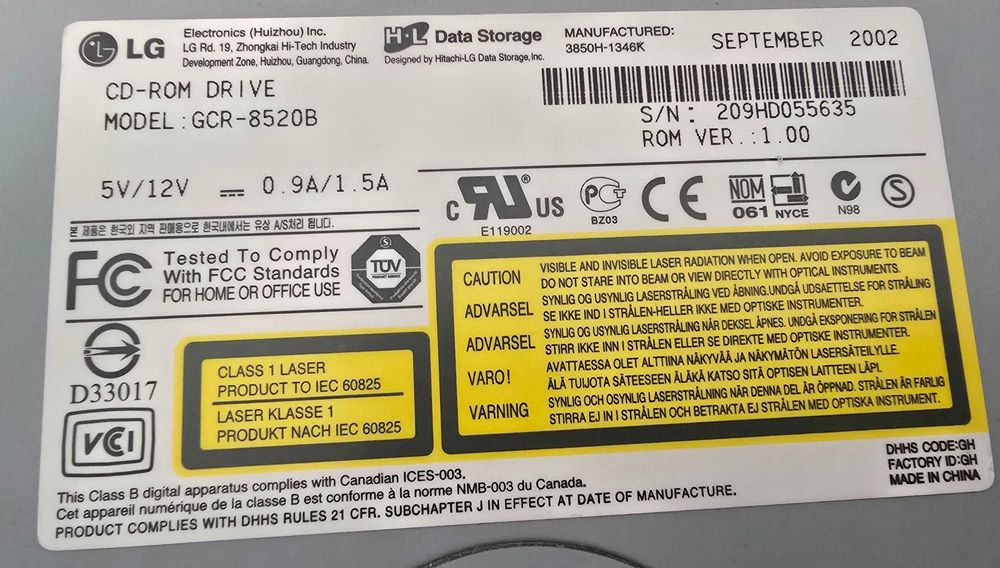 LG
Electronics (Huizhou) Inc.
LG Rd. 19, Zhongkai Hi-Tech Industry
Development Zone, Huizhou, Guangdong, China.
H·L Data Storage
Designed by Hitachi-LG Data Storage, Inc.
MANUFACTURED:
3850H-1346K
SEPTEMBER 2002
CD-ROM DRIVE
MODEL:GCR-8520B
S/N: 209HD055635
ROM VER.:1.00
5V/12V 0.9A/1.5A
본 제품은 한국외 지역 판매용으로 한국내에서는 유상 A/S처리 됩니다.
c RU® US
E119002
PCT
BZ03
CE
NOM
061
NYCE
N98
S
FC
Tested To Comply
With FCC Standards
FOR HOME OR OFFICE USE
S
TÜV
PRODUCT SERVICE
D33017
VCI
CLASS 1 LASER
PRODUCT TO IEC 60825
LASER KLASSE 1
PRODUKT NACH IEC 60825
CAUTION VISIBLE AND INVISIBLE LASER RADIATION WHEN OPEN. AVOID EXPOSURE TO BEAM
DO NOT STARE INTO BEAM OR VIEW DIRECTLY WITH OPTICAL INSTRUMENTS.
ADVARSEL SYNLIG OG USYNLIG LASERSTRÅLING VED ÅBNING.UNDGÅ UDSAETTELSE FOR STRÅLING
SE IKKE IND I STRÅLEN-HELLER IKKE MED OPTISKE INSTRUMENTER.
ADVARSEL SYNLIG OG USYNLIG LASERSTRÅLING NÅR DEKSEL ÅPNES. UNDGÅ EKSPONERING FOR STRÅLEN
STIRR IKK INN I STRÅLEN ELLER SE DIREKTE MED OPTISKE INSTRUMENTER.
VARO! AVATTAESSA OLET ALTTIINA NÄKYVÄÄ JA NÄKYMÄTÖN LASERSÄTEILYLLE.
ÄLÄ TUIJOTA SÄTEESEEN ÄLÄKÄ KATSO SITÄ OPTISEN LAITTEEN LÄPI.
VARNING SYNLIG OCH OSYNLIG LASERSTRÅLNING NÄR DENNA DEL ÄR ÖPPNAD. STRÅLEN ÄR FARLIG
STIRRA EJ IN I STRÅLEN OCH BETRAKTA EJ STRÅLEN MED OPTISKA INSTRUMENT.
DHHS CODE:GH
FACTORY ID:GH
MADE IN CHINA
This Class B digital apparatus complies with Canadian ICES-003.
Cet appareil numérique de la classe B est conforme à la norme NMB-003 du Canada.
PRODUCT COMPLIES WITH DHHS RULES 21 CFR. SUBCHAPTER J IN EFFECT AT DATE OF MANUFACTURE.